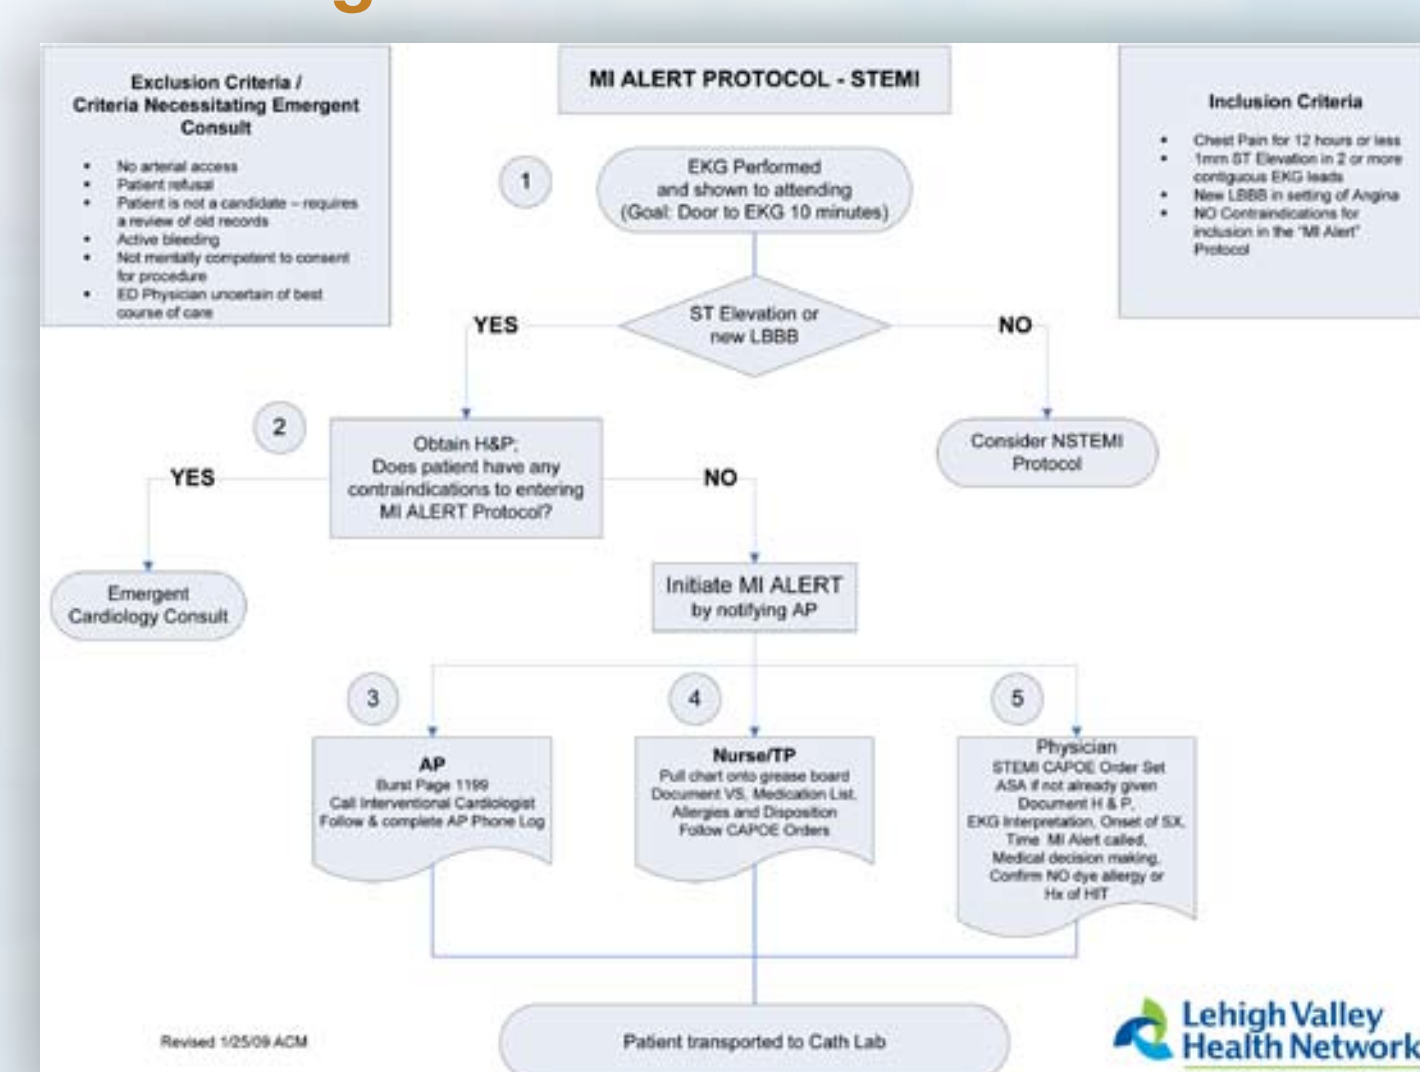 Exclusion Criteria /
Criteria Necessitating Emergent
Consult
• No arterial access
• Patient refusal
• Patient is not a candidate – requires
a review of old records
• Active bleeding
• Not mentally competent to consent
for procedure
• ED Physician uncertain of best
course of care
MI ALERT PROTOCOL - STEMI
Inclusion Criteria
• Chest Pain for 12 hours or less
• 1mm ST Elevation in 2 or more
contiguous EKG leads
• New LBBB in setting of Angina
• NO Contraindications for
inclusion in the "MI Alert"
Protocol
1
EKG Performed
and shown to attending
(Goal: Door to EKG 10 minutes)
ST Elevation or
new LBBB
YES
NO
2
Obtain H&P;
Does patient have any
contraindications to entering
MI ALERT Protocol?
Consider NSTEMI
Protocol
YES
NO
Emergent
Cardiology Consult
Initiate MI ALERT
by notifying AP
3
AP
Burst Page 1199
Call Interventional Cardiologist
Follow & complete AP Phone Log
4
Nurse/TP
Pull chart onto grease board
Document VS, Medication List,
Allergies and Disposition
Follow CAPOE Orders
5
Physician
STEMI CAPOE Order Set
ASA if not already given
Document H & P,
EKG Interpretation, Onset of SX,
Time MI Alert called,
Medical decision making,
Confirm NO dye allergy or
Hx of HIT
Revised 1/25/09 ACM
Patient transported to Cath Lab
Lehigh Valley
Health Network